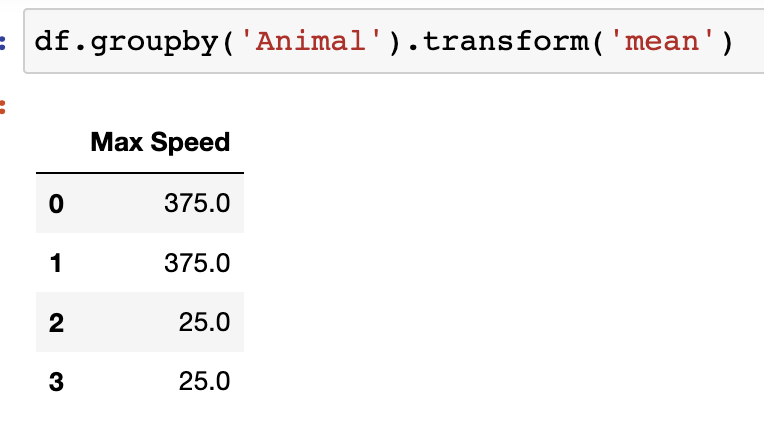 df.groupby('Animal').transform('mean')
Max Speed
0 375.0
1 375.0
2 25.0
3 25.0